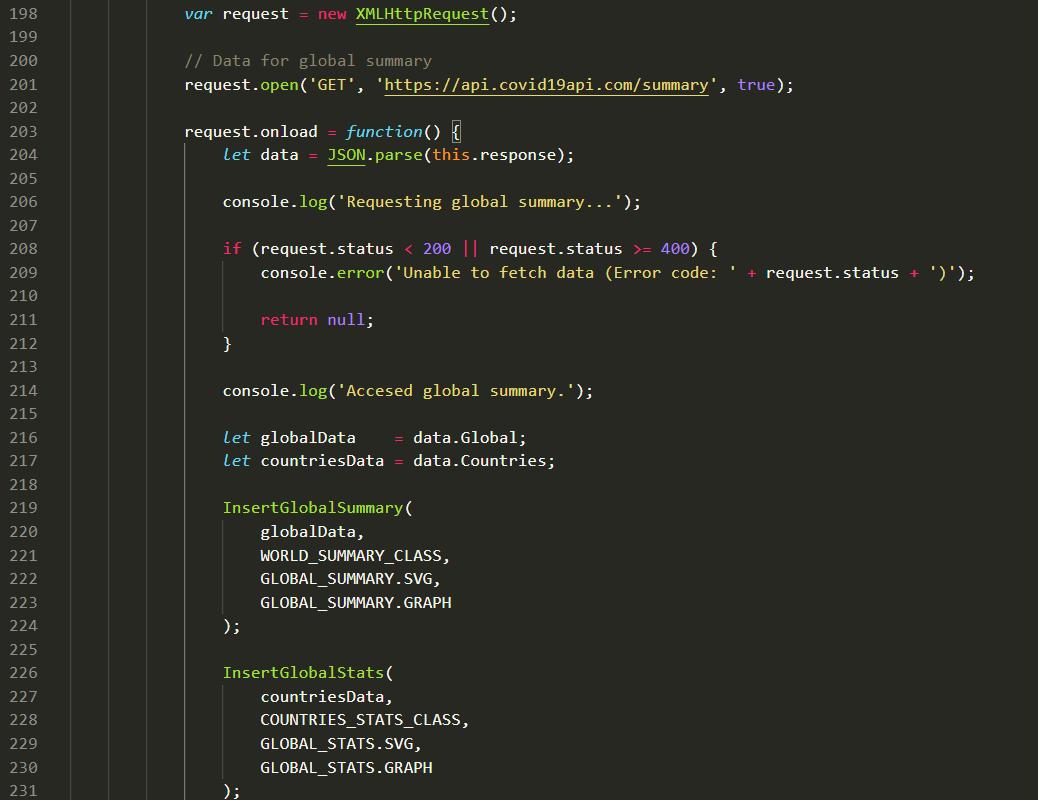 198 var request = new XMLHttpRequest();
199
200 // Data for global summary
201 request.open('GET', 'https://api.covid19api.com/summary', true);
202
203 request.onload = function() {
204 let data = JSON.parse(this.response);
205
206 console.log('Requesting global summary...');
207
208 if (request.status < 200 || request.status >= 400) {
209 console.error('Unable to fetch data (Error code: ' + request.status + ')');
210
211 return null;
212 }
213
214 console.log('Accesed global summary.');
215
216 let globalData    = data.Global;
217 let countriesData = data.Countries;
218
219 InsertGlobalSummary(
220 globalData,
221 WORLD_SUMMARY_CLASS,
222 GLOBAL_SUMMARY.SVG,
223 GLOBAL_SUMMARY.GRAPH
224 );
225
226 InsertGlobalStats(
227 countriesData,
228 COUNTRIES_STATS_CLASS,
229 GLOBAL_STATS.SVG,
230 GLOBAL_STATS.GRAPH
231 );